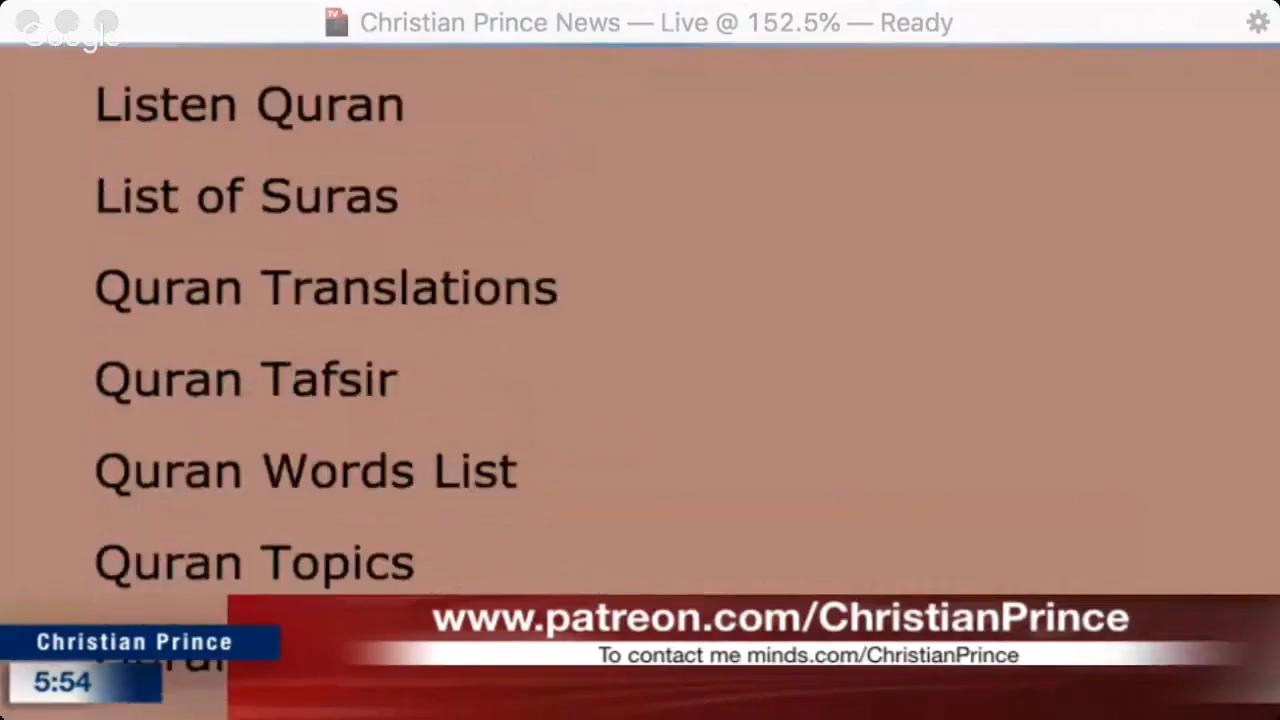 Christian Prince News — Live @ 152.5% — Ready
Google
Listen Quran
List of Suras
Quran Translations
Quran Tafsir
Quran Words List
Quran Topics
www.patreon.com/ChristianPrince
To contact me minds.com/ChristianPrince
Christian Prince
5:54